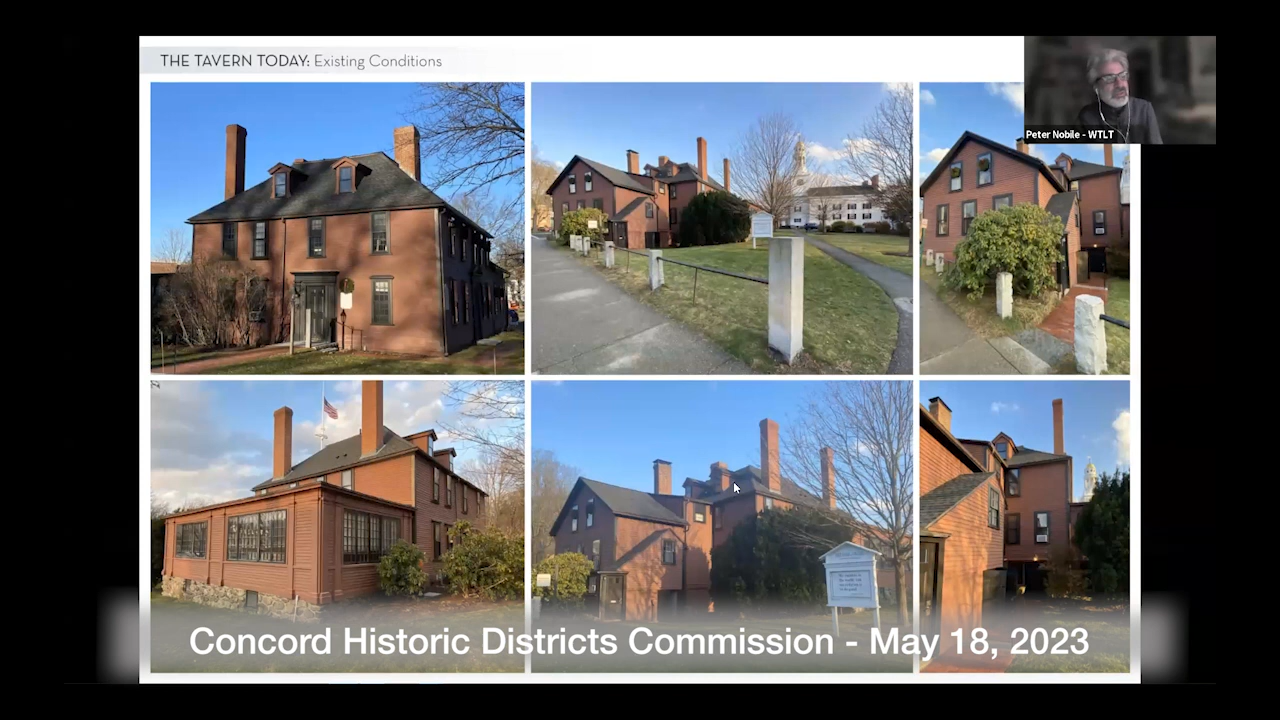 THE TAVERN TODAY: Existing Conditions
Peter Nobile - WTLT
Concord Historic Districts Commission - May 18, 2023